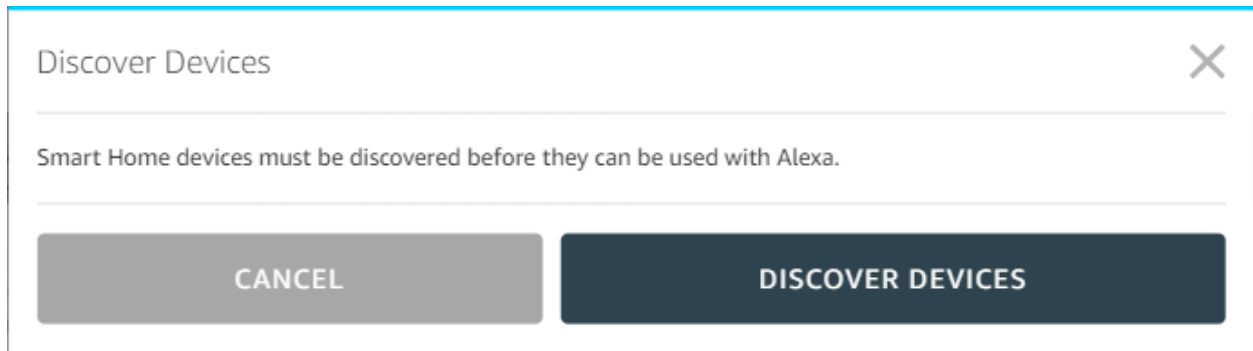 Discover Devices
Smart Home devices must be discovered before they can be used with Alexa.
CANCEL
DISCOVER DEVICES